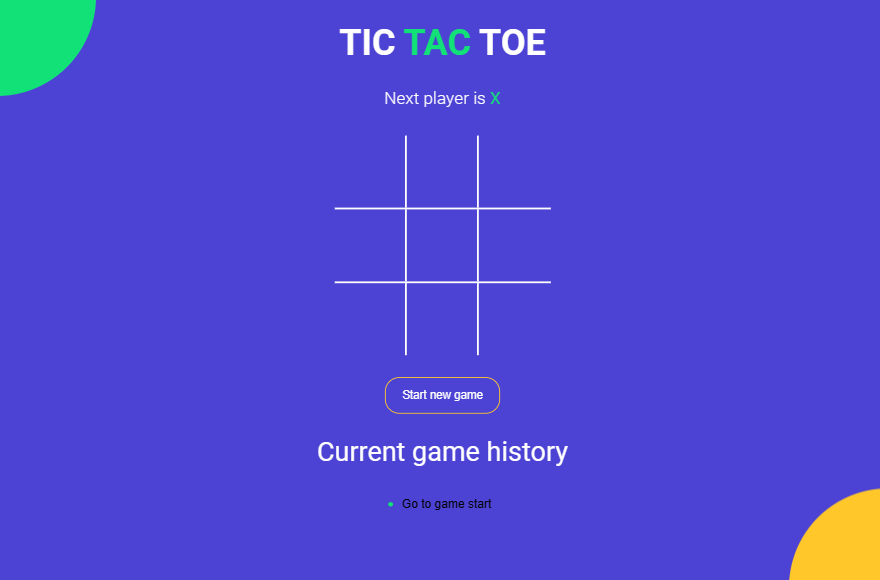 TIC TAC TOE
Next player is X
Start new game
Current game history
Go to game start